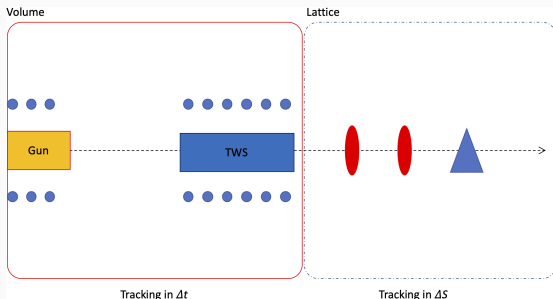 Volume
Lattice
Gun
TWS
Tracking in Δt
Tracking in ΔS